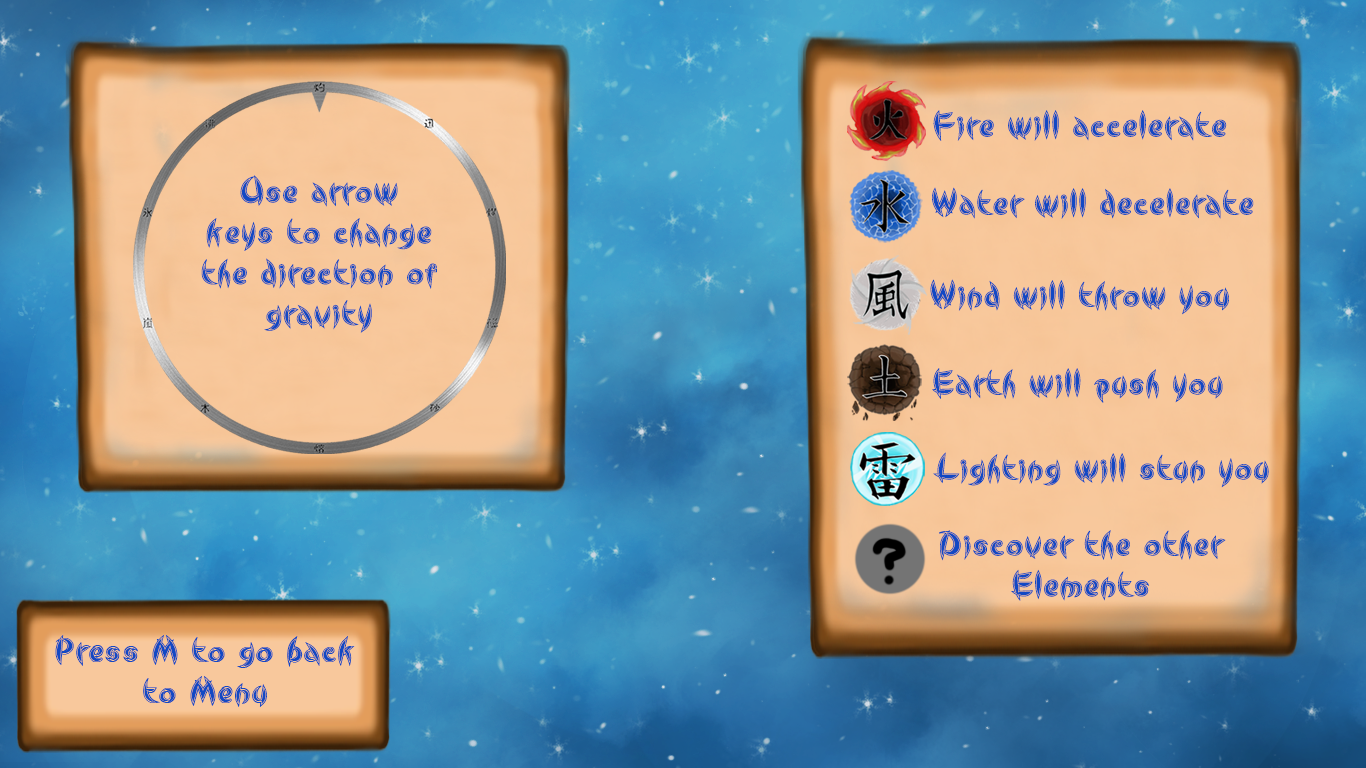 Use arrow
keys to change
the direction of
gravity
火 Fire will accelerate
水 Water will decelerate
風 Wind will throw you
土 Earth will push you
雷 Lighting will stun you
? Discover the other
Elements
Press M to go back
to Menu